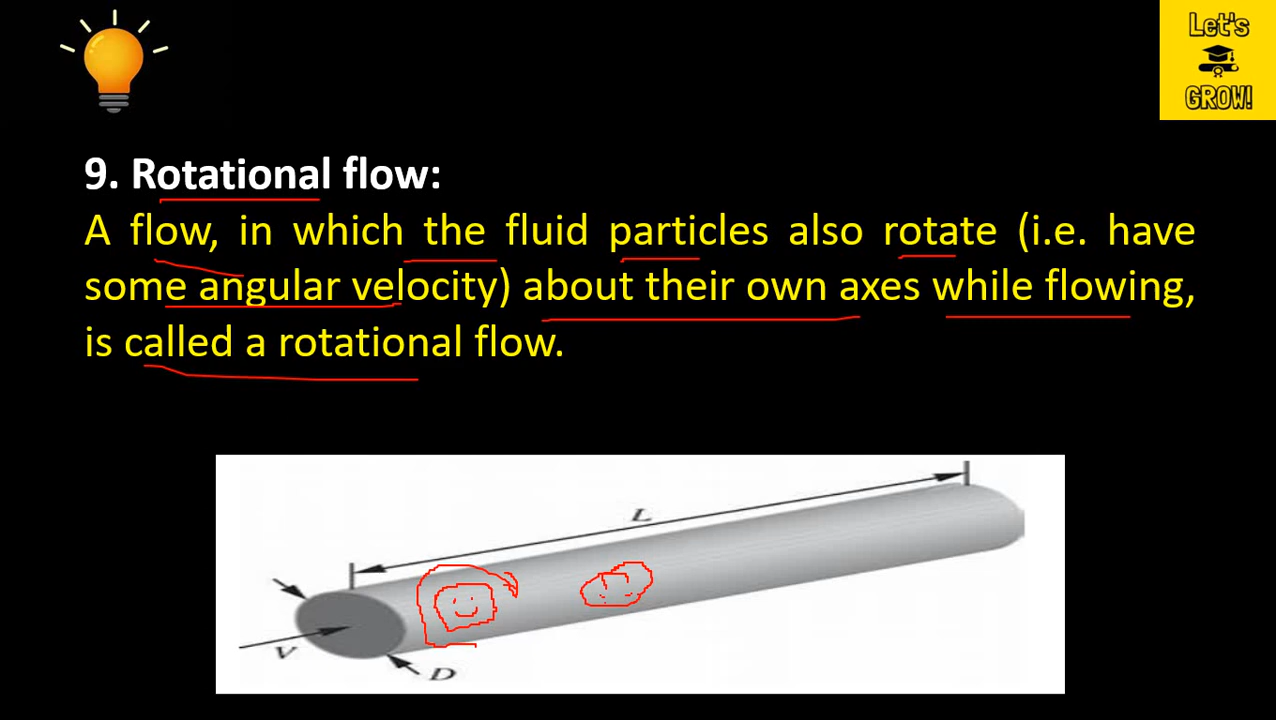 Let's
GROW!
9. Rotational flow:
A flow, in which the fluid particles also rotate (i.e. have
some angular velocity) about their own axes while flowing,
is called a rotational flow.
L
V
D